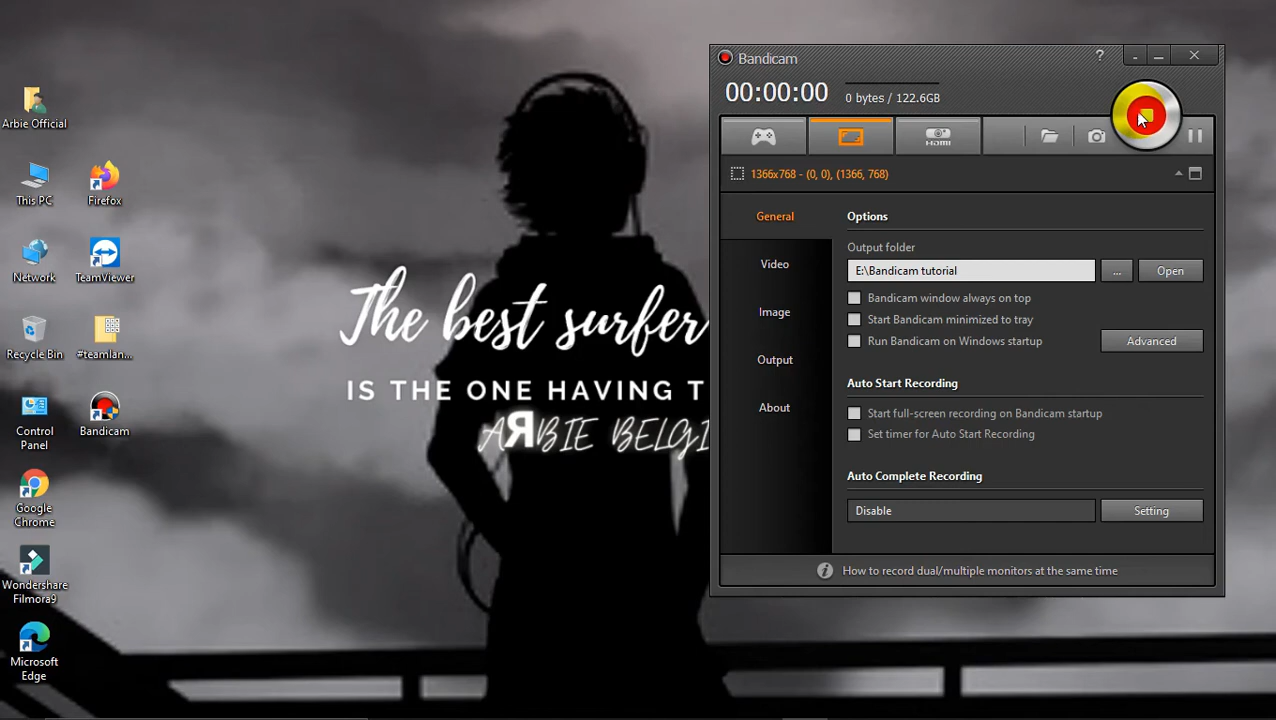 Arbie Official
This PC
Firefox
Network
TeamViewer
Recycle Bin
#teamlan...
Control
Panel
Bandicam
Google
Chrome
Wondershare
Filmora9
Microsoft
Edge
The best surfer
IS THE ONE HAVING T
AЯBIE BELGI
Bandicam
?
00:00:00
0 bytes / 122.6GB
HDMI
1366x768 - (0, 0), (1366, 768)
General
Video
Image
Output
About
Options
Output folder
E:\Bandicam tutorial
...
Open
Bandicam window always on top
Start Bandicam minimized to tray
Run Bandicam on Windows startup
Advanced
Auto Start Recording
Start full-screen recording on Bandicam startup
Set timer for Auto Start Recording
Auto Complete Recording
Disable
Setting
How to record dual/multiple monitors at the same time